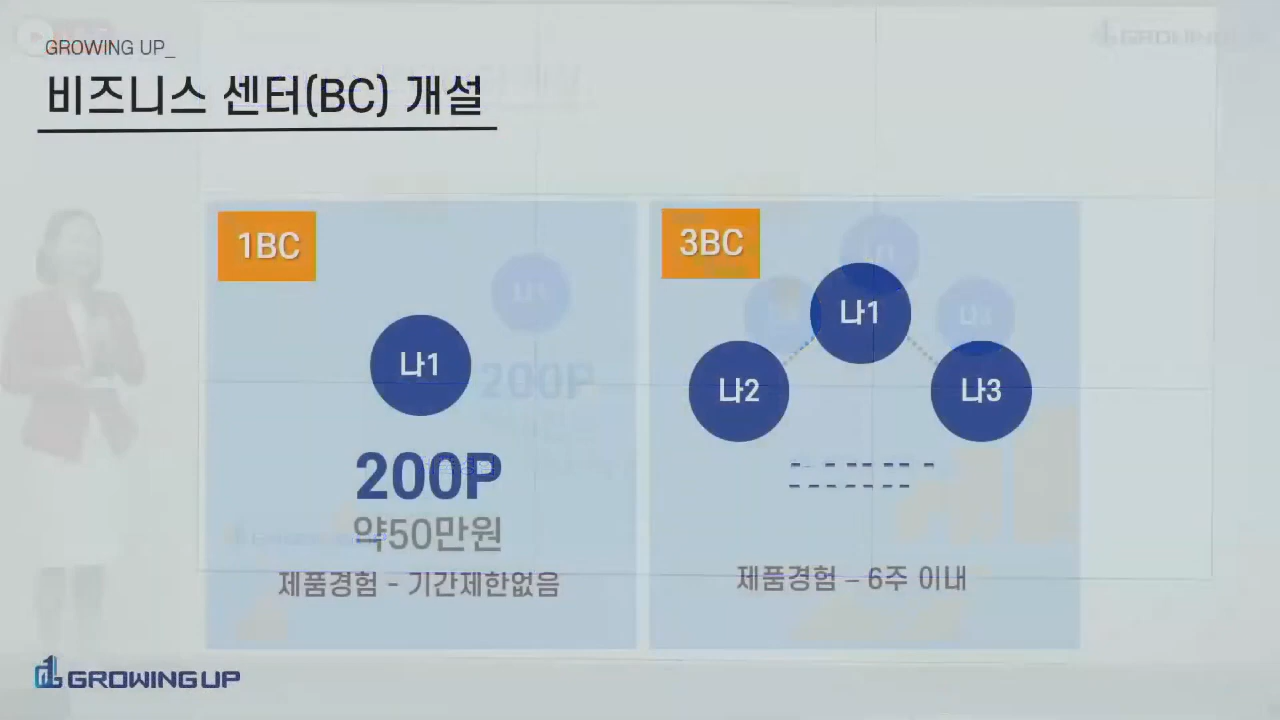 GROWING UP_
비즈니스 센터(BC) 개설
1BC
나1
200P
약50만원
제품경험 - 기간제한없음
3BC
나1
나2
나3
제품경험 – 6주 이내
GROWING UP